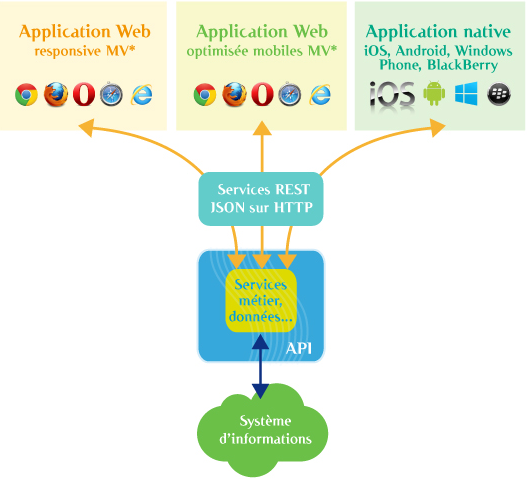 Application Web
responsive MV*
Application Web
optimisée mobiles MV*
Application native
iOS, Android, Windows
Phone, BlackBerry
iOS
Services REST
JSON sur HTTP
Services
métier,
données...
API
Système
d'informations